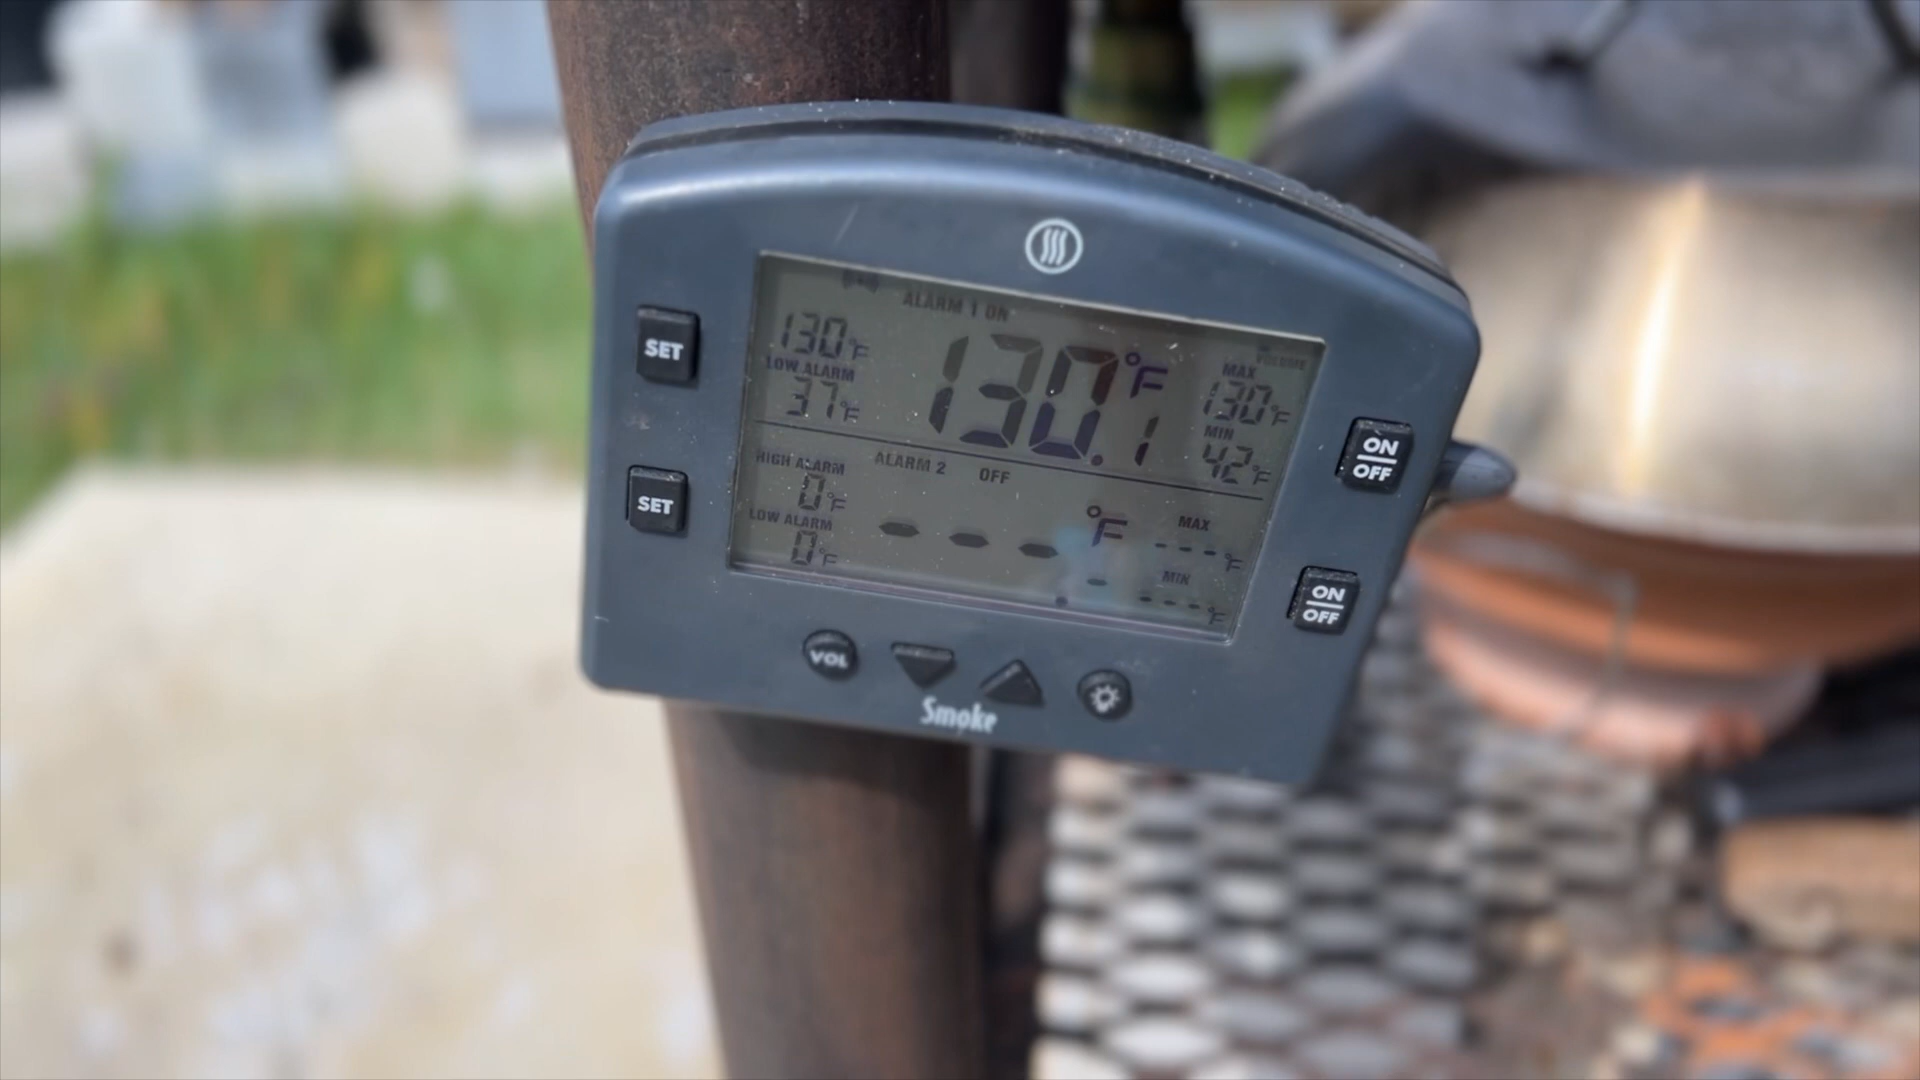 ALARM 1 ON
130°F
LOW ALARM
37°F
130.1°F
VOLUME
MAX
130°F
MIN
42°F
HIGH ALARM
0°F
LOW ALARM
0°F
ALARM 2 OFF
- - - . - °F
MAX
- - - . °F
MIN
- - - . °F
SET
SET
ON
OFF
ON
OFF
VOL
Smoke